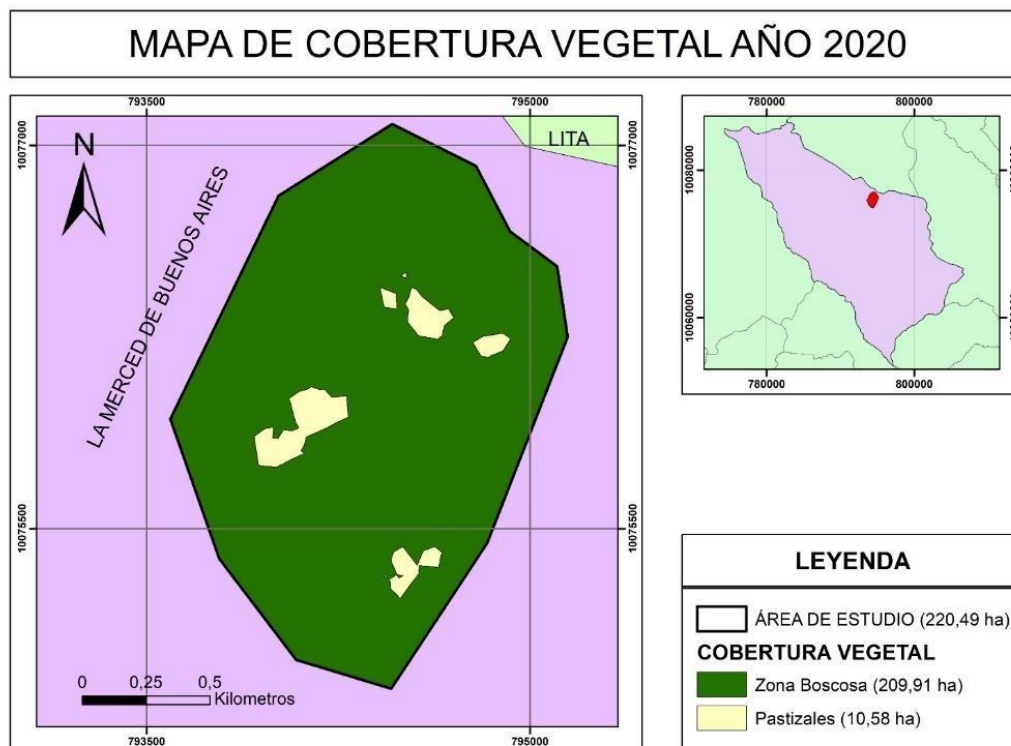 MAPA DE COBERTURA VEGETAL AÑO 2020
793500
795000
10077000
10077000
N
LITA
LA MERCED DE BUENOS AIRES
10075500
10075500
0 0,25 0,5
Kilometros
793500
795000
780000
800000
10080000
10060000
780000
800000
LEYENDA
ÁREA DE ESTUDIO (220,49 ha)
COBERTURA VEGETAL
Zona Boscosa (209,91 ha)
Pastizales (10,58 ha)